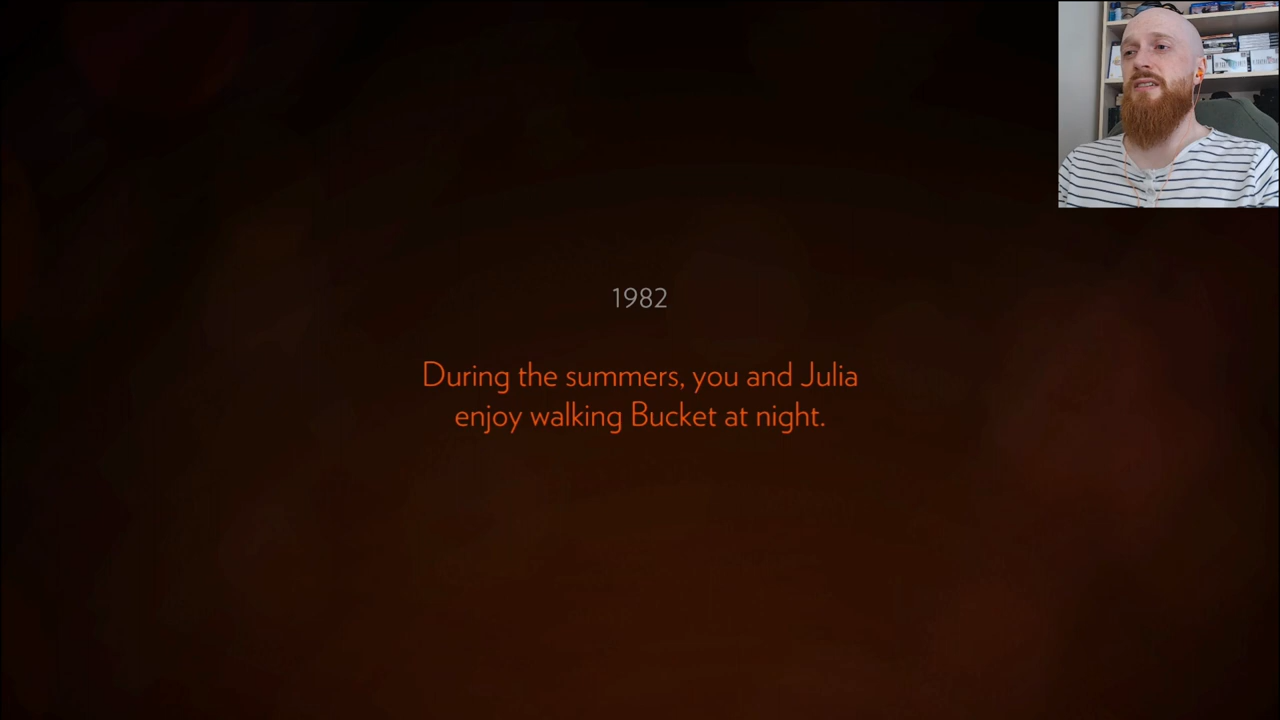 1982
During the summers, you and Julia
enjoy walking Bucket at night.